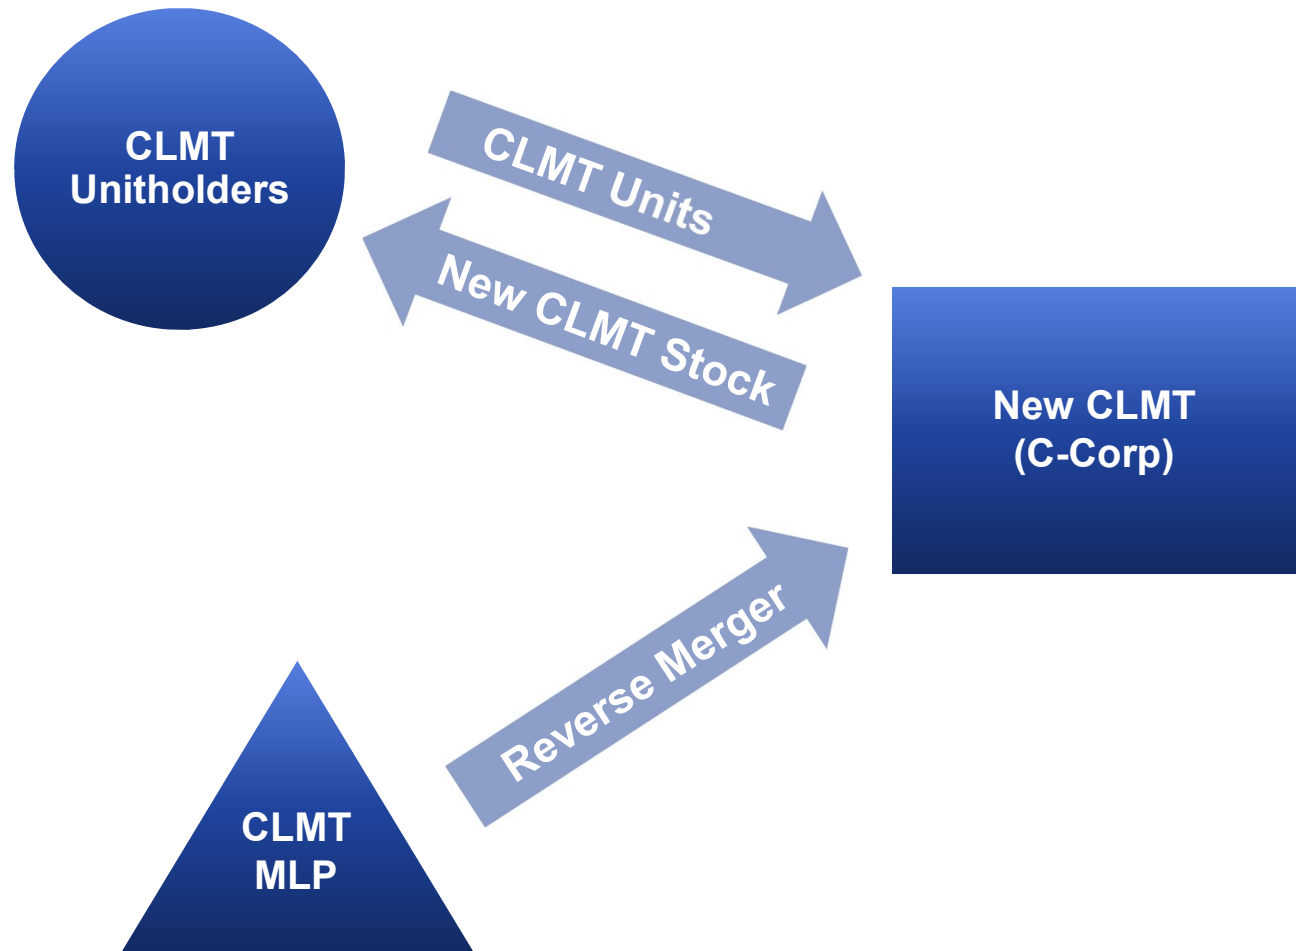 CLMT
Unitholders
CLMT Units
New CLMT Stock
New CLMT
(C-Corp)
Reverse Merger
CLMT
MLP